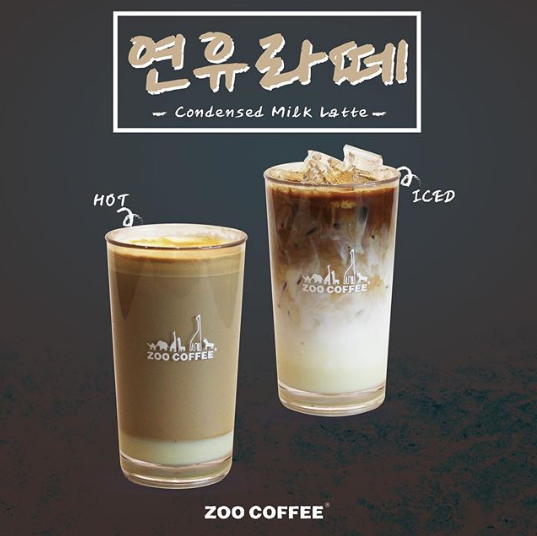 연유라떼
Condensed Milk Latte
HOT
ICED
ZOO COFFEE
ZOO COFFEE
ZOO COFFEE®